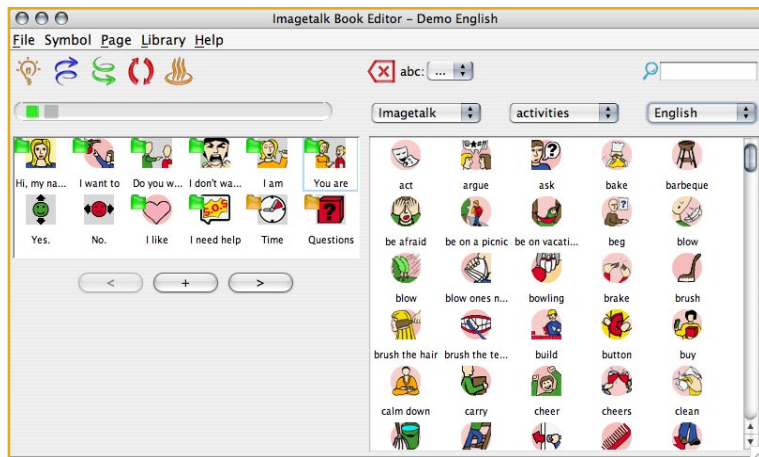 Imagetalk Book Editor – Demo English
File Symbol Page Library Help
abc: ...
Imagetalk activities English
Hi, my na... I want to Do you w... I don't wa... I am You are
Yes. No. I like I need help Time Questions
< + >
act argue ask bake barbeque
be afraid be on a picnic be on vacati... beg blow
blow blow ones n... bowling brake brush
brush the hair brush the te... build button buy
calm down carry cheer cheers clean